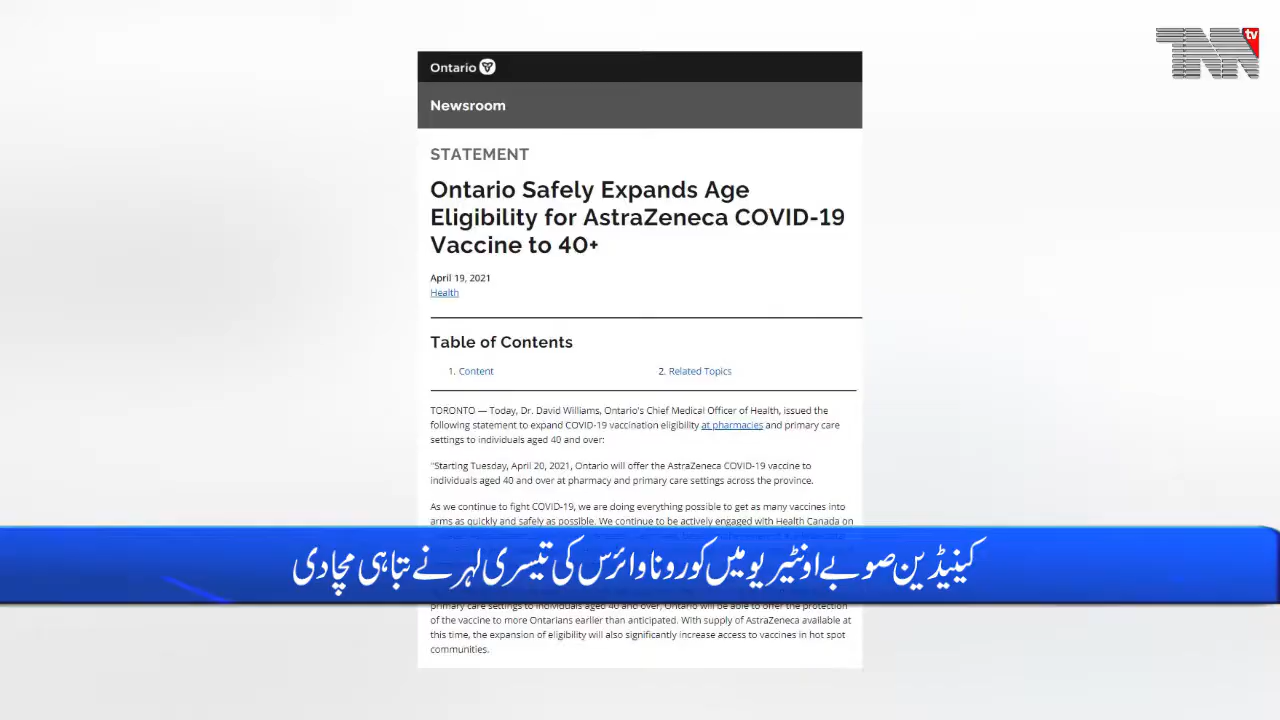 TNN tv
Ontario
Newsroom
STATEMENT
Ontario Safely Expands Age
Eligibility for AstraZeneca COVID-19
Vaccine to 40+
April 19, 2021
Health
Table of Contents
1. Content
2. Related Topics
TORONTO — Today, Dr. David Williams, Ontario's Chief Medical Officer of Health, issued the
following statement to expand COVID-19 vaccination eligibility at pharmacies and primary care
settings to individuals aged 40 and over:
"Starting Tuesday, April 20, 2021, Ontario will offer the AstraZeneca COVID-19 vaccine to
individuals aged 40 and over at pharmacy and primary care settings across the province.
As we continue to fight COVID-19, we are doing everything possible to get as many vaccines into
arms as quickly and safely as possible. We continue to be actively engaged with Health Canada on
کینیڈین صوبے اونٹیریو میں کورونا وائرس کی تیسری لہر نے تباہی مچا دی
primary care settings to individuals aged 40 and over, Ontario will be able to offer the protection
of the vaccine to more Ontarians earlier than anticipated. With supply of AstraZeneca available at
this time, the expansion of eligibility will also significantly increase access to vaccines in hot spot
communities.